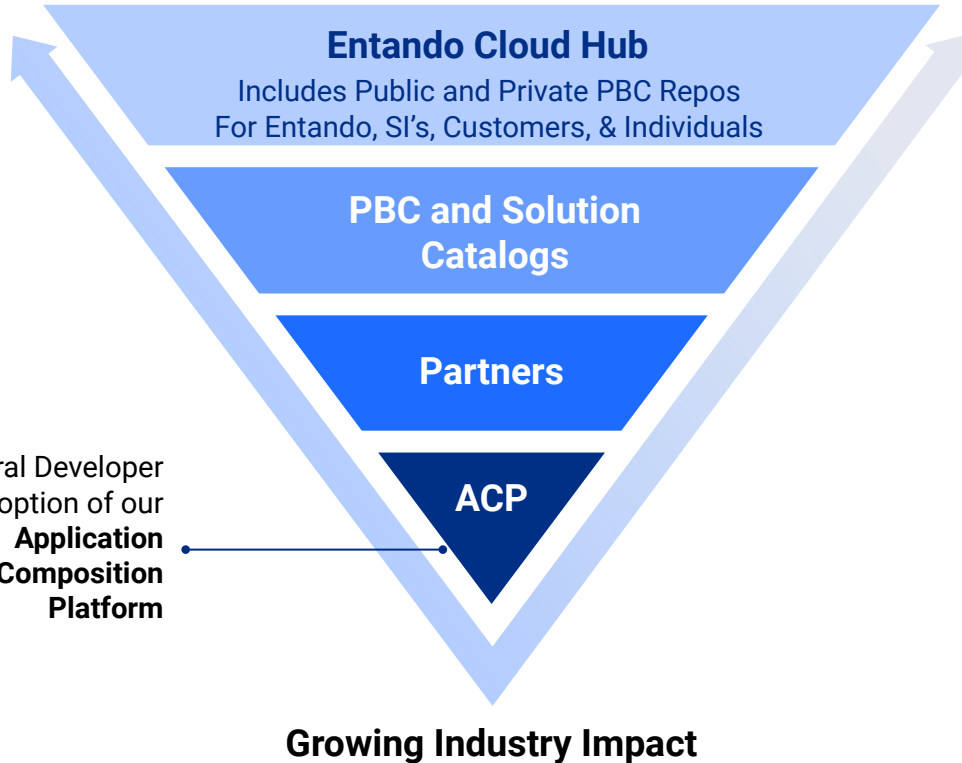 Entando Cloud Hub
Includes Public and Private PBC Repos
For Entando, SI's, Customers, & Individuals
PBC and Solution
Catalogs
Partners
ACP
Developer
of our
Application
Composition
Platform
Growing Industry Impact